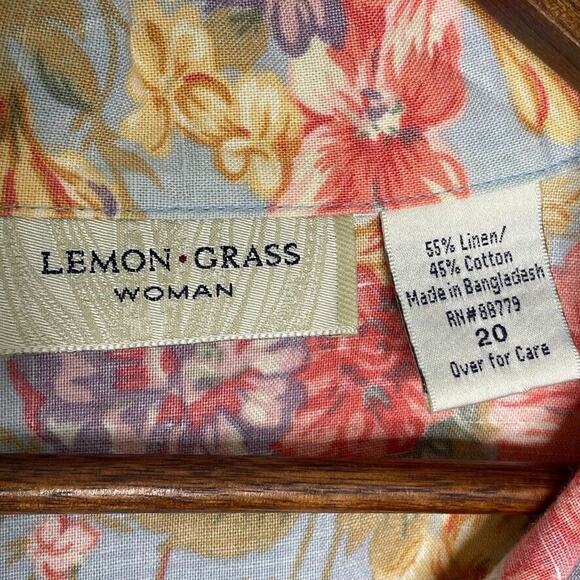 LEMON • GRASS
WOMAN
55% Linen/
45% Cotton
Made in Bangladesh
RN#88779
20
Over for Care